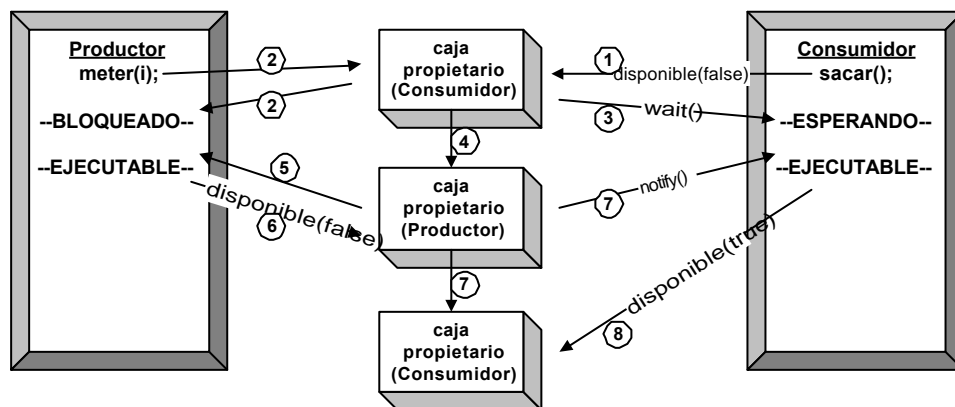 Productor
meter(i);
--BLOQUEADO--
--EJECUTABLE--
2
2
5
disponible(false)
6
caja
propietario
(Consumidor)
4
caja
propietario
(Productor)
7
caja
propietario
(Consumidor)
1
disponible(false)
3
wait()
notify()
7
disponible(true)
8
Consumidor
sacar();
--ESPERANDO--
--EJECUTABLE--